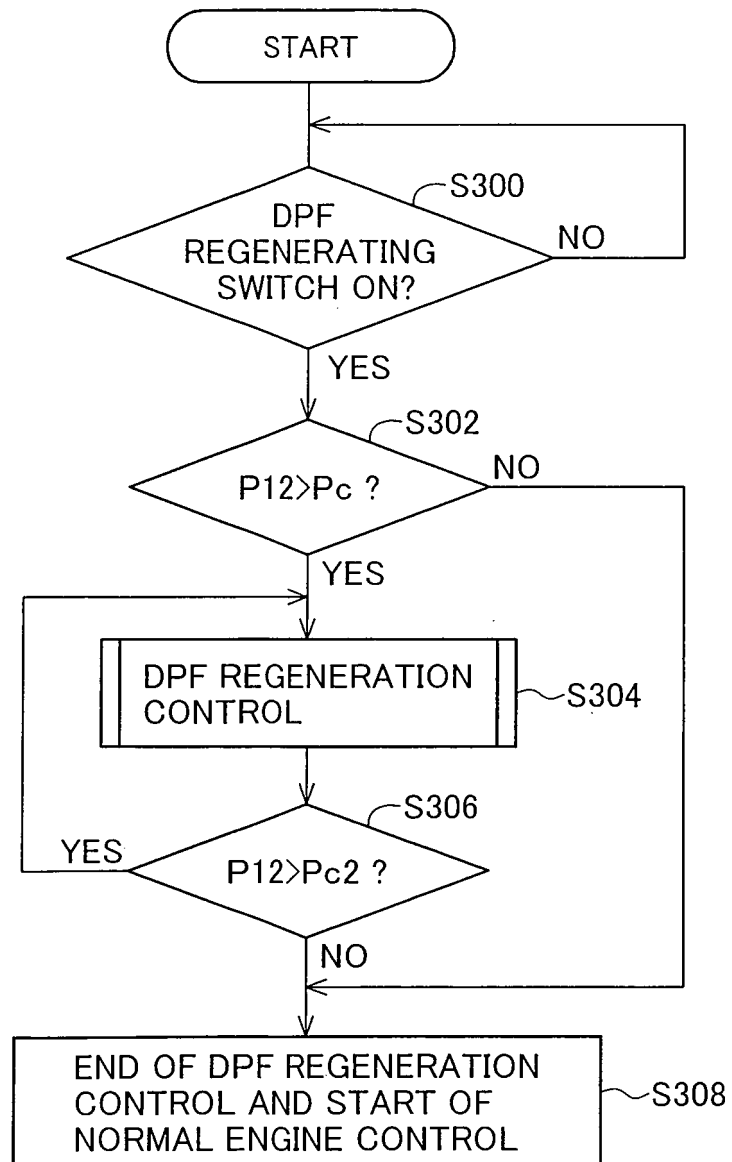 START
S300
DPF
REGENERATING
SWITCH ON?
NO
YES
S302
P12>Pc ?
NO
YES
DPF REGENERATION
CONTROL
S304
S306
YES
P12>Pc2 ?
NO
END OF DPF REGENERATION
CONTROL AND START OF
NORMAL ENGINE CONTROL
S308